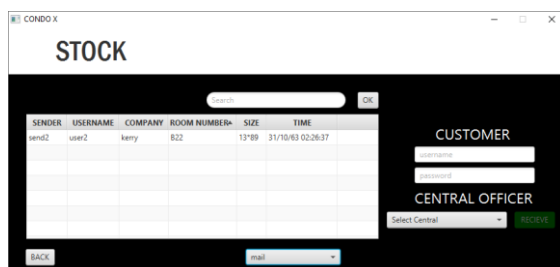 CONDO X
STOCK
Search OK
SENDER USERNAME COMPANY ROOM NUMBER SIZE TIME
send2 user2 kerry B22 13*89 31/10/63 02:26:37
CUSTOMER
username
password
CENTRAL OFFICER
Select Central RECIEVE
BACK mail